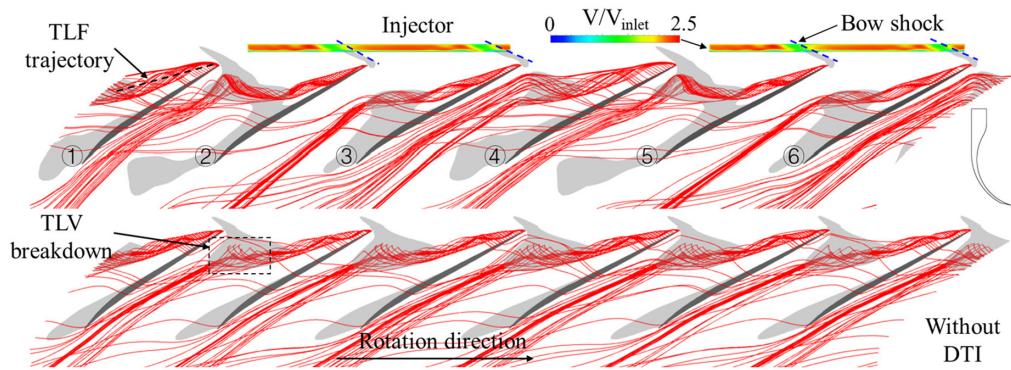 TLF
trajectory
Injector
0 V/V_inlet 2.5
Bow shock
① ② ③ ④ ⑤ ⑥
TLV
breakdown
Rotation direction
Without
DTI